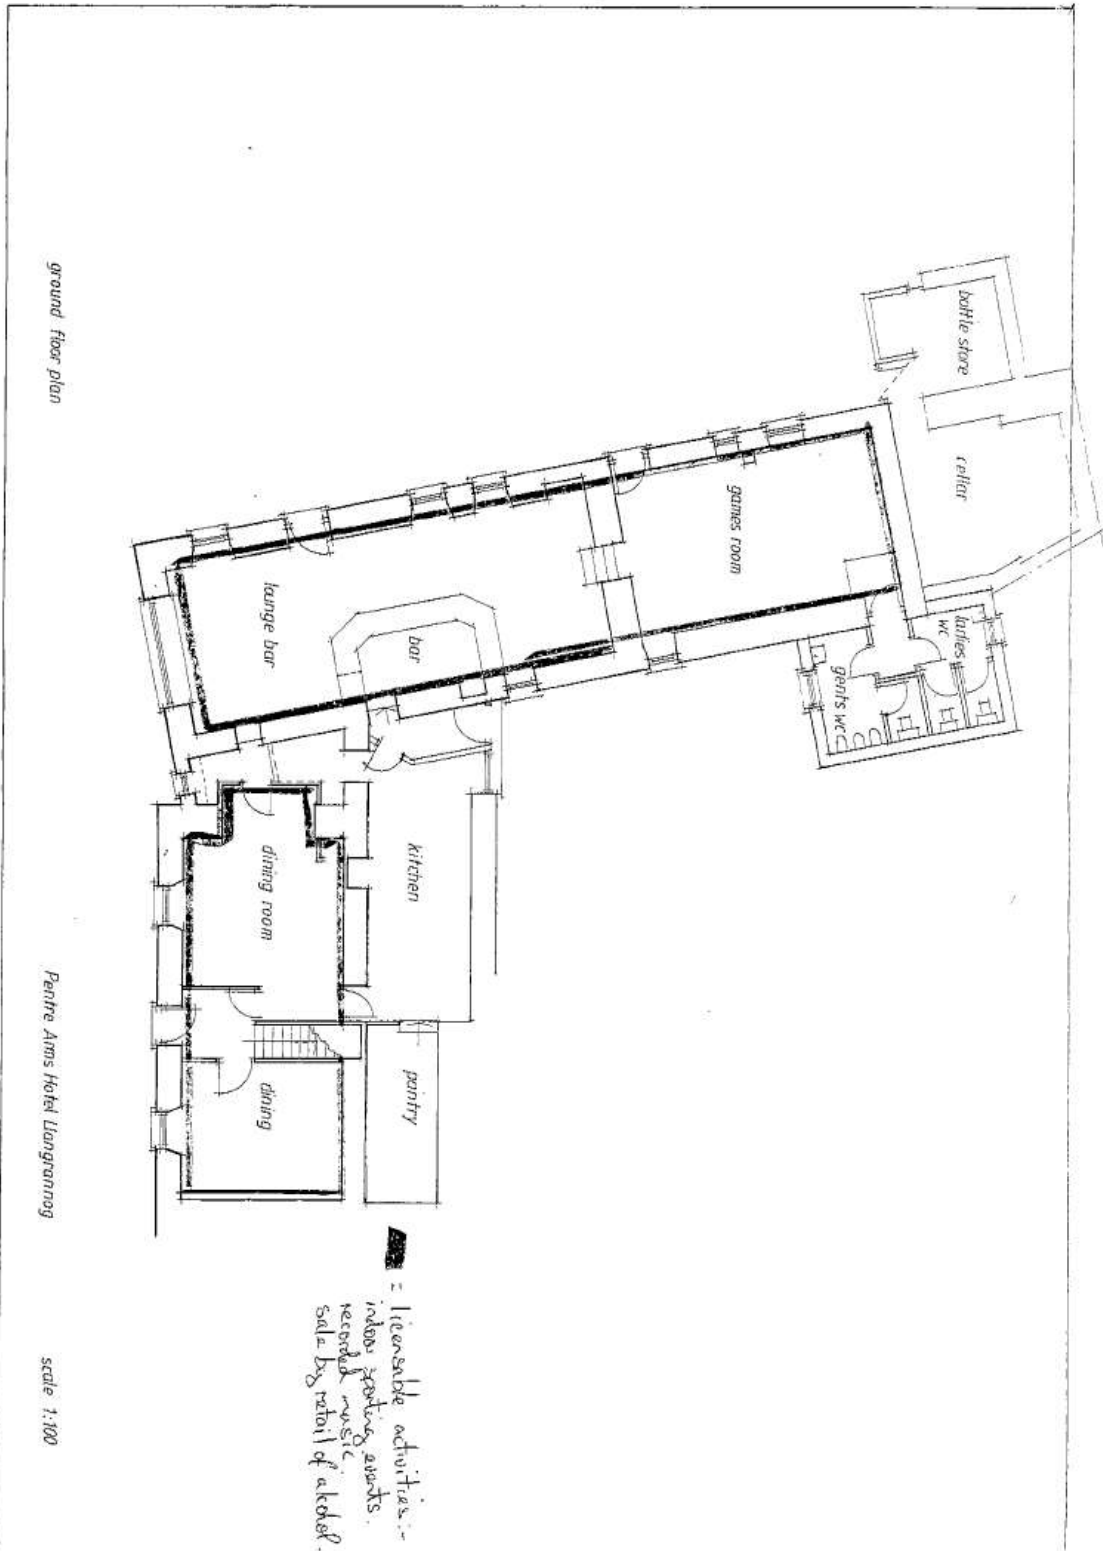 bottle store
cellar
ladies
wc
gents wc
games room
bar
lounge bar
kitchen
dining room
pantry
dining
= licensable activities:-
indoor sporting events.
recorded music.
sale by retail of alcohol.
ground floor plan
Pentre Arms Hotel Llangrannog
scale 1:100